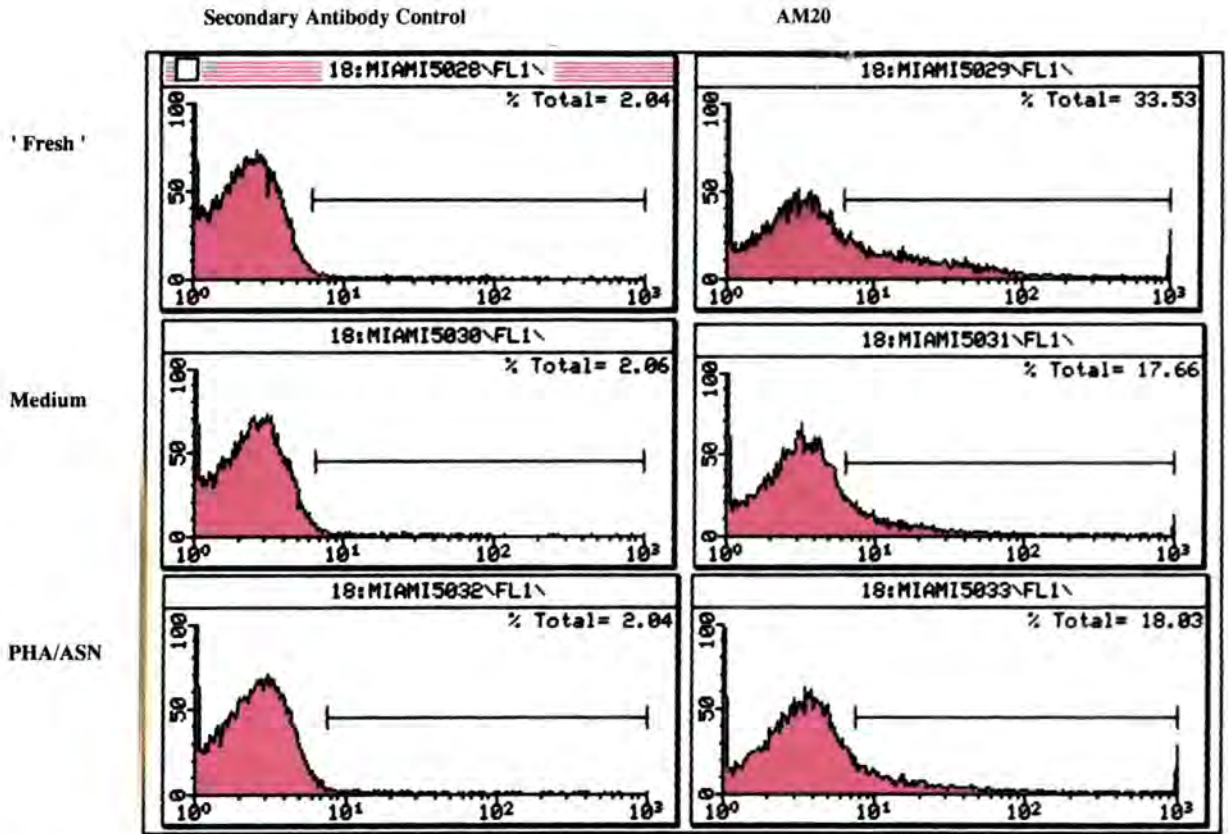 Secondary Antibody Control AM20
' Fresh '
18:MIAMI5028\FL1\
% Total= 2.04
100
50
0
10⁰ 10¹ 10² 10³
18:MIAMI5029\FL1\
% Total= 33.53
100
50
0
10⁰ 10¹ 10² 10³
Medium
18:MIAMI5030\FL1\
% Total= 2.06
100
50
0
10⁰ 10¹ 10² 10³
18:MIAMI5031\FL1\
% Total= 17.66
100
50
0
10⁰ 10¹ 10² 10³
PHA/ASN
18:MIAMI5032\FL1\
% Total= 2.04
100
50
0
10⁰ 10¹ 10² 10³
18:MIAMI5033\FL1\
% Total= 18.03
100
50
0
10⁰ 10¹ 10² 10³